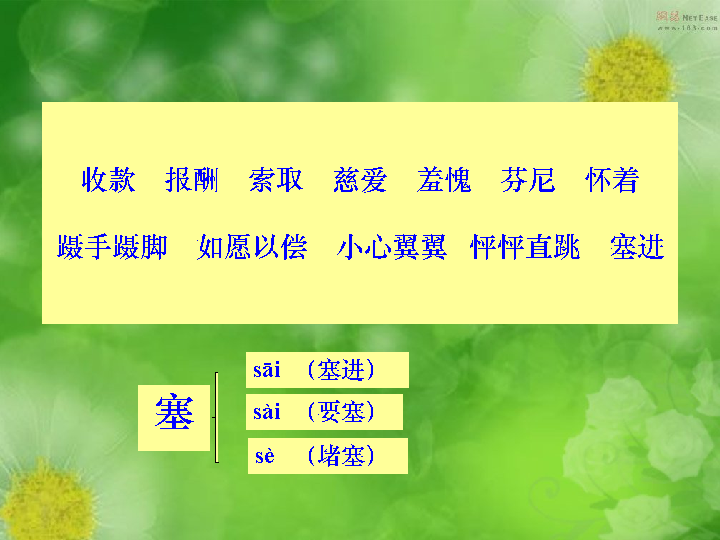 網易 NETEASE
www.163.com
收款 报酬 索取 慈爱 羞愧 芬尼 怀着
蹑手蹑脚 如愿以偿 小心翼翼 怦怦直跳 塞进
塞
sāi （塞进）
sài （要塞）
sè （堵塞）